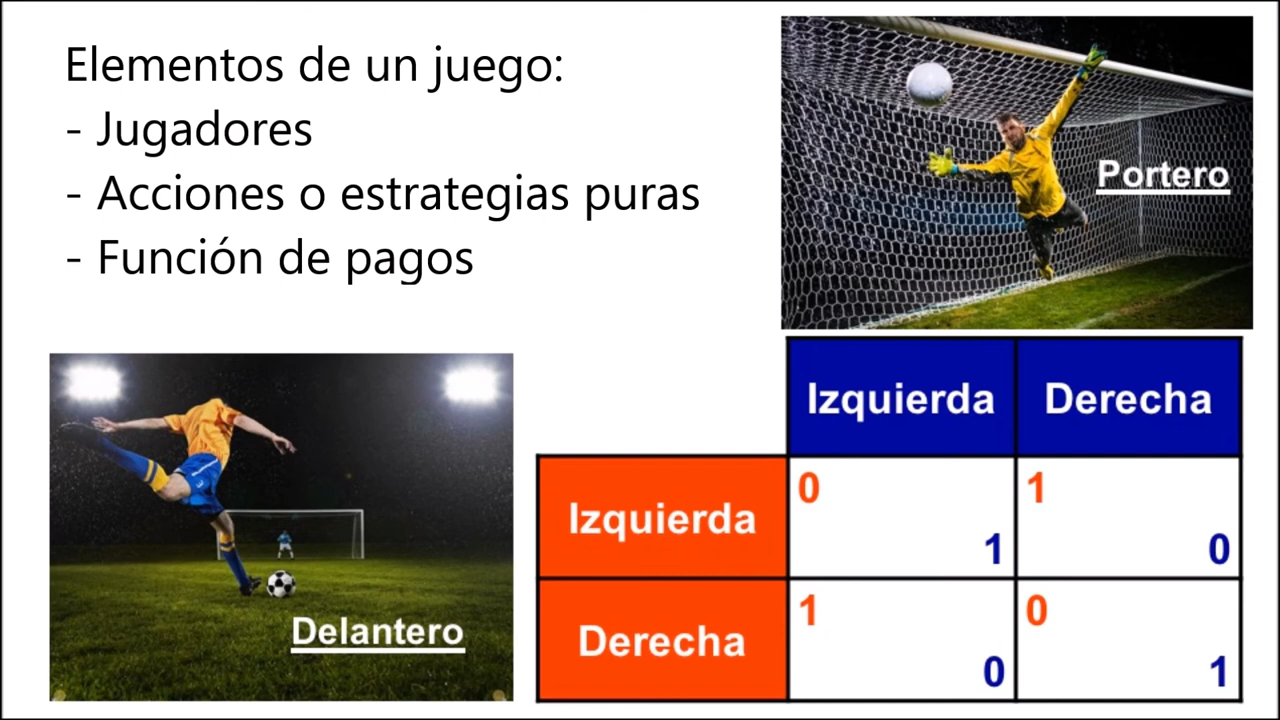 Elementos de un juego:
- Jugadores
- Acciones o estrategias puras
- Función de pagos
Portero
Delantero
Izquierda Derecha
Izquierda 0 1 1 0
Derecha 1 0 0 1